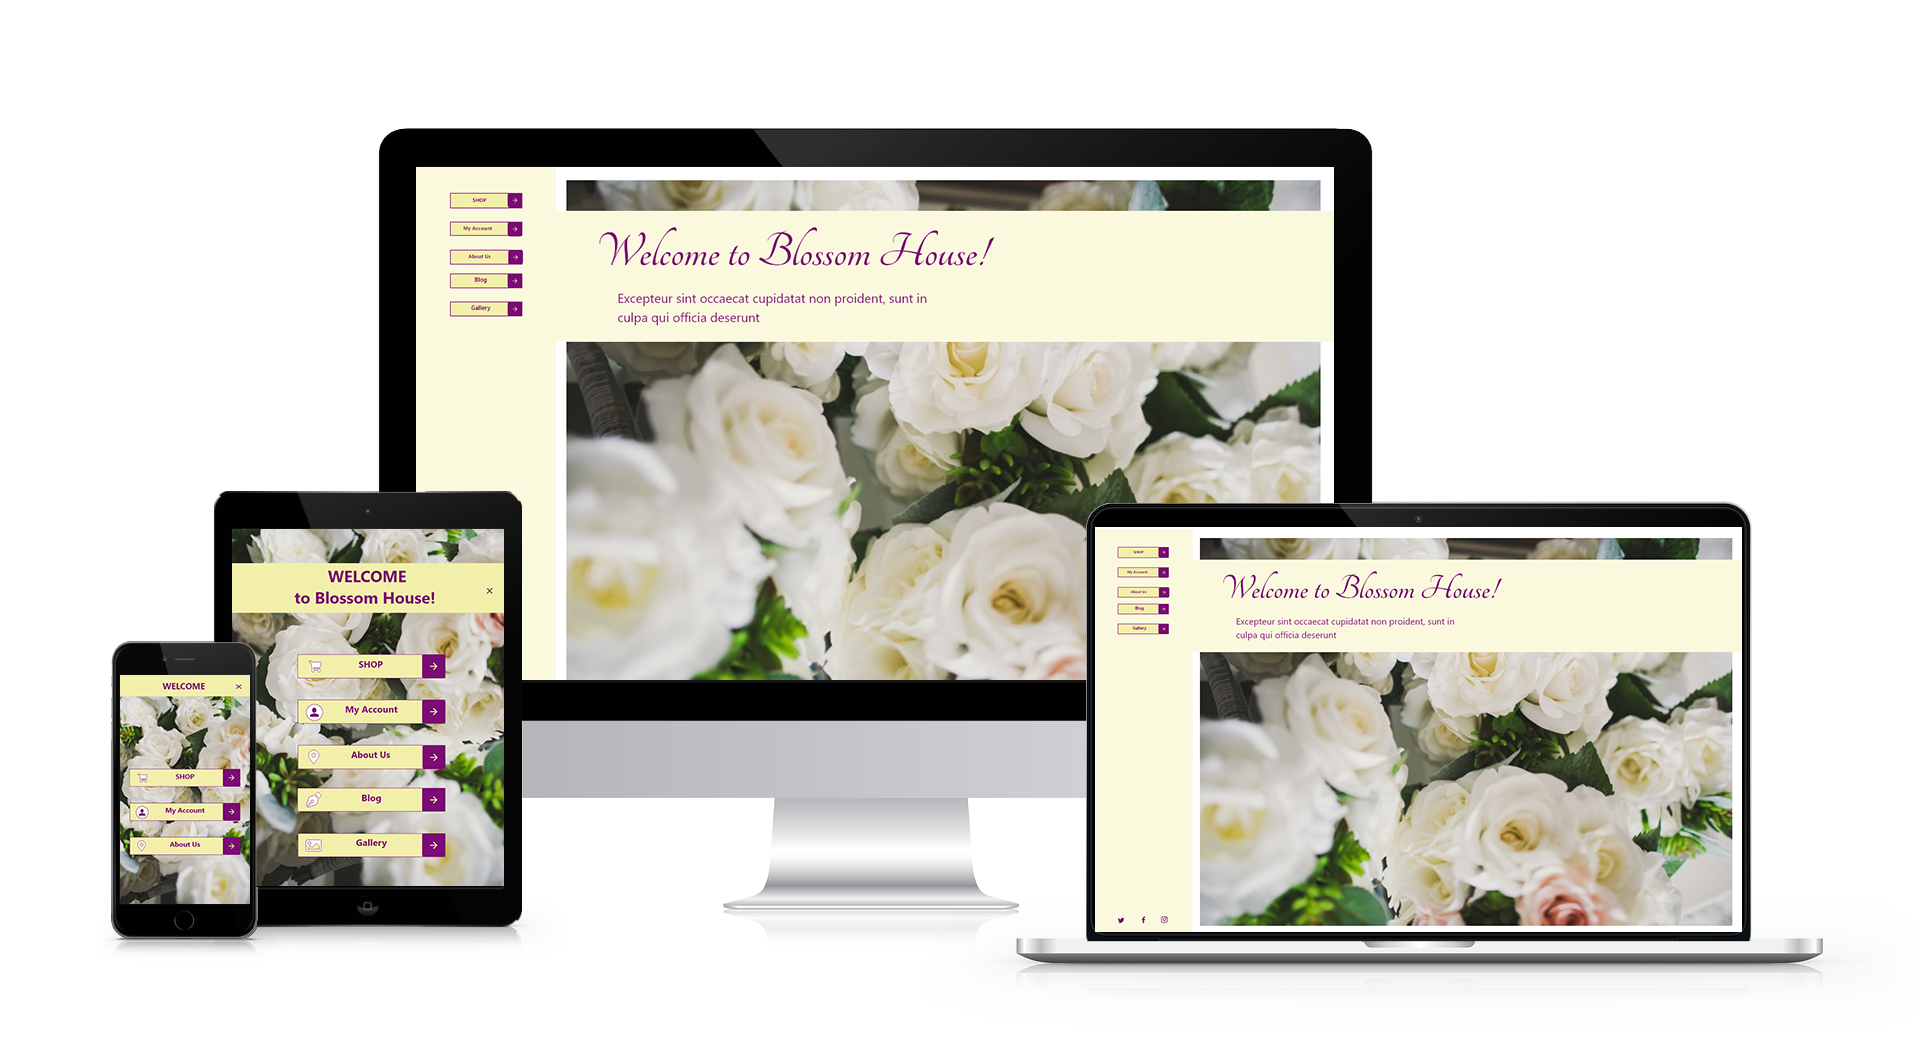 SHOP
My Account
About Us
Blog
Gallery
Welcome to Blossom House!
Excepteur sint occaecat cupidatat non proident, sunt in
culpa qui officia deserunt
WELCOME
to Blossom House!
SHOP
My Account
About Us
Blog
Gallery
WELCOME
SHOP
My Account
About Us
SHOP
My Account
About Us
Blog
Gallery
Welcome to Blossom House!
Excepteur sint occaecat cupidatat non proident, sunt in
culpa qui officia deserunt